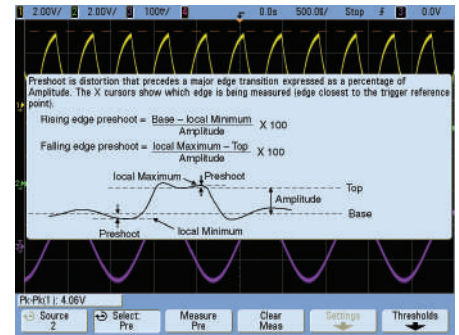 1 2.00V/ 2 2.00V/ 3 100%/ 4 0.0s 500.0%/ Stop 3 0.0V
Preshoot is distortion that precedes a major edge transition expressed as a percentage of
Amplitude. The X cursors show which edge is being measured (edge closest to the trigger reference
point).
Rising edge preshoot = Base – local Minimum X 100
Amplitude
Falling edge preshoot = local Maximum – Top X 100
Amplitude
local Maximum Preshoot
Top
Amplitude
Base
Preshoot local Minimum
Pk-Pk(1): 4.06V
Source Select: Measure Clear Settings Thresholds
2 Pre Pre Meas